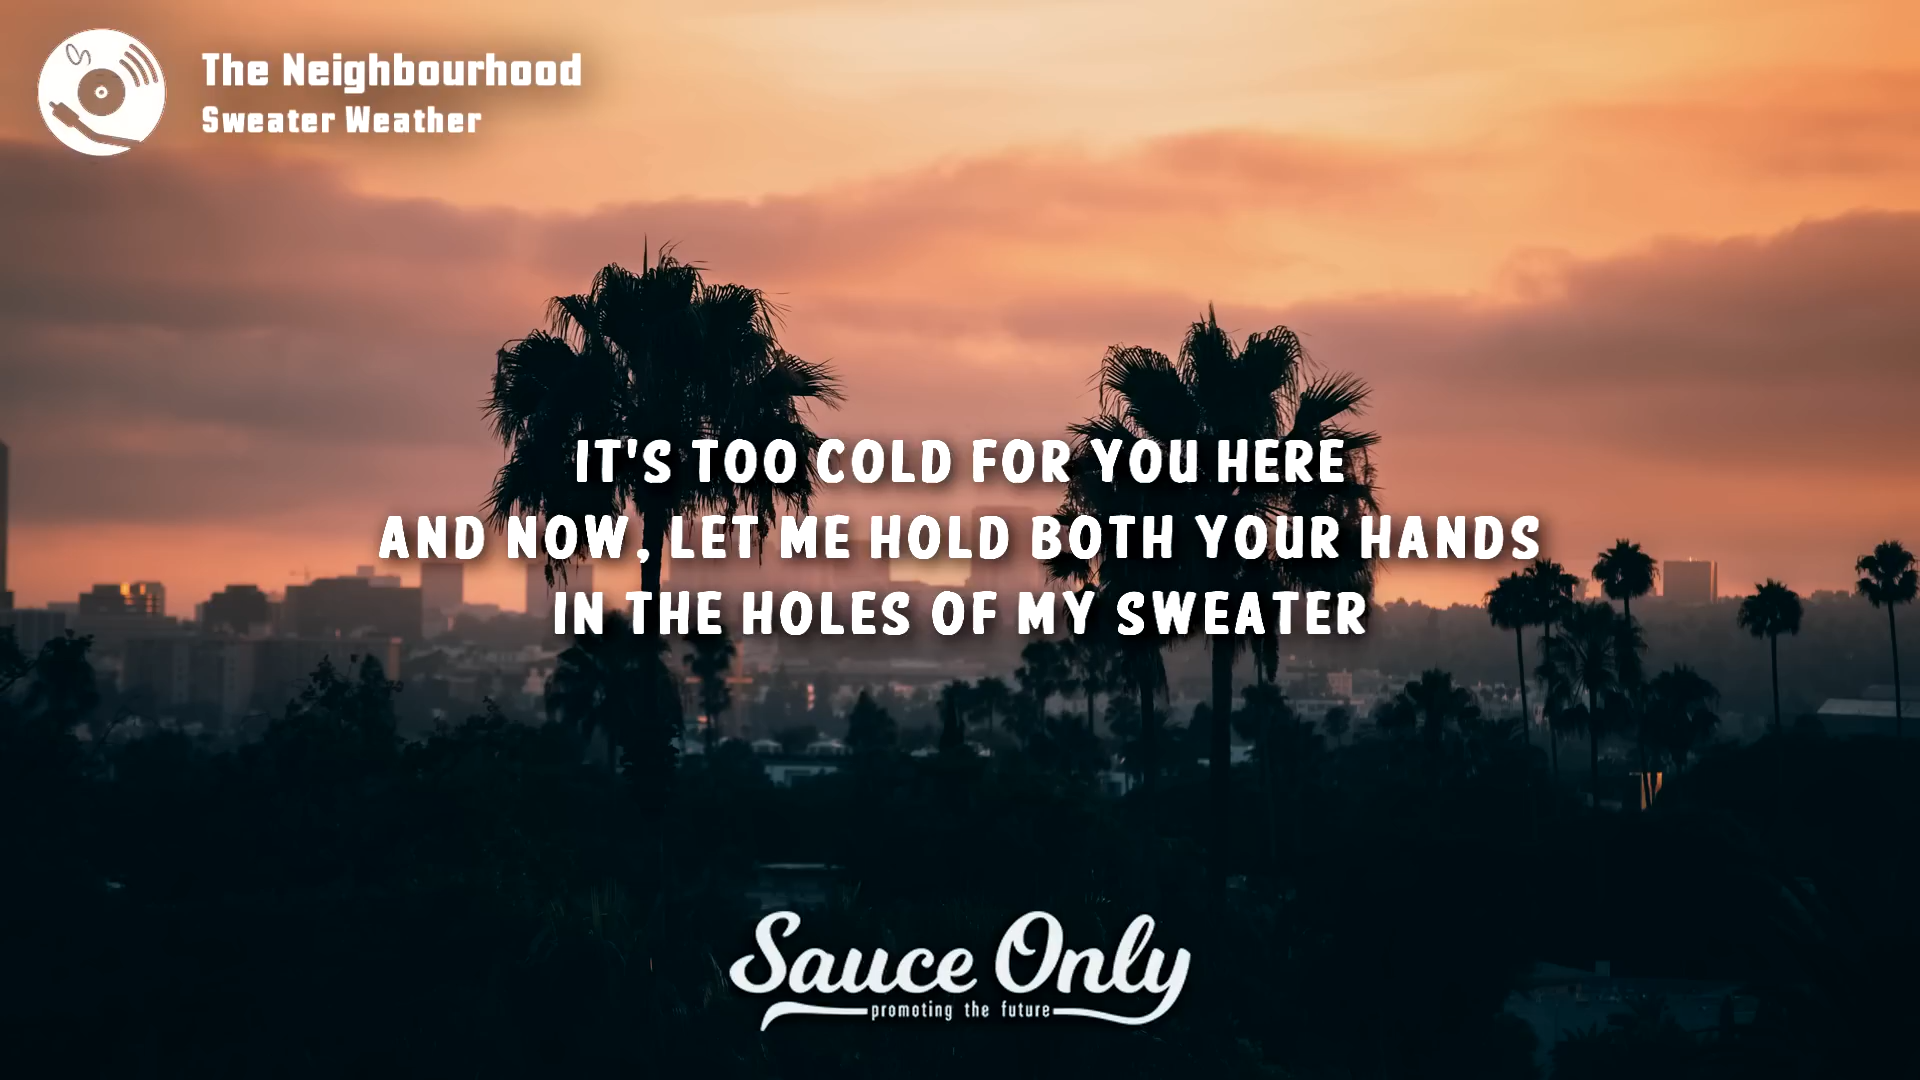 The Neighbourhood
Sweater Weather
IT'S TOO COLD FOR YOU HERE
AND NOW, LET ME HOLD BOTH YOUR HANDS
IN THE HOLES OF MY SWEATER
Sauce Only
promoting the future